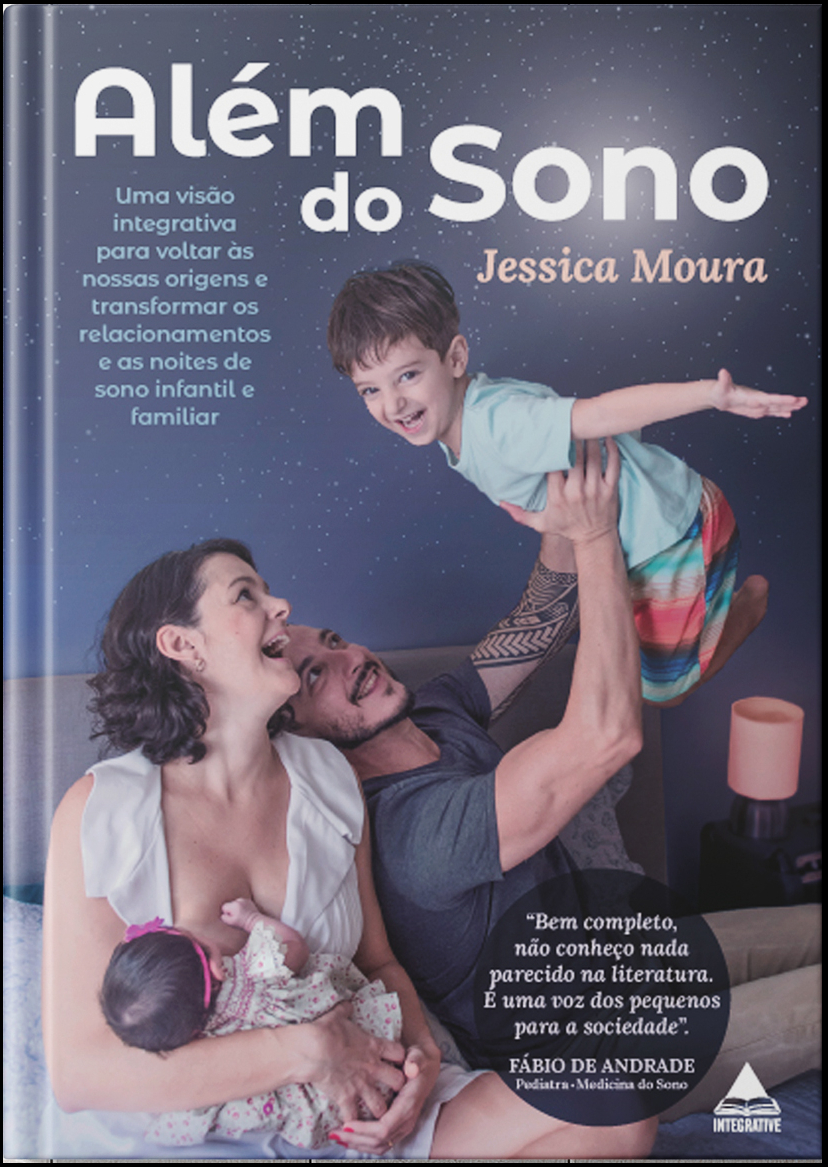 Além
do Sono
Jessica Moura
Uma visão
integrativa
para voltar às
nossas origens e
transformar os
relacionamentos
e as noites de
sono infantil e
familiar
“Bem completo,
não conheço nada
parecido na literatura.
É uma voz dos pequenos
para a sociedade”.
FÁBIO DE ANDRADE
Pediatra • Medicina do Sono
INTEGRATIVE